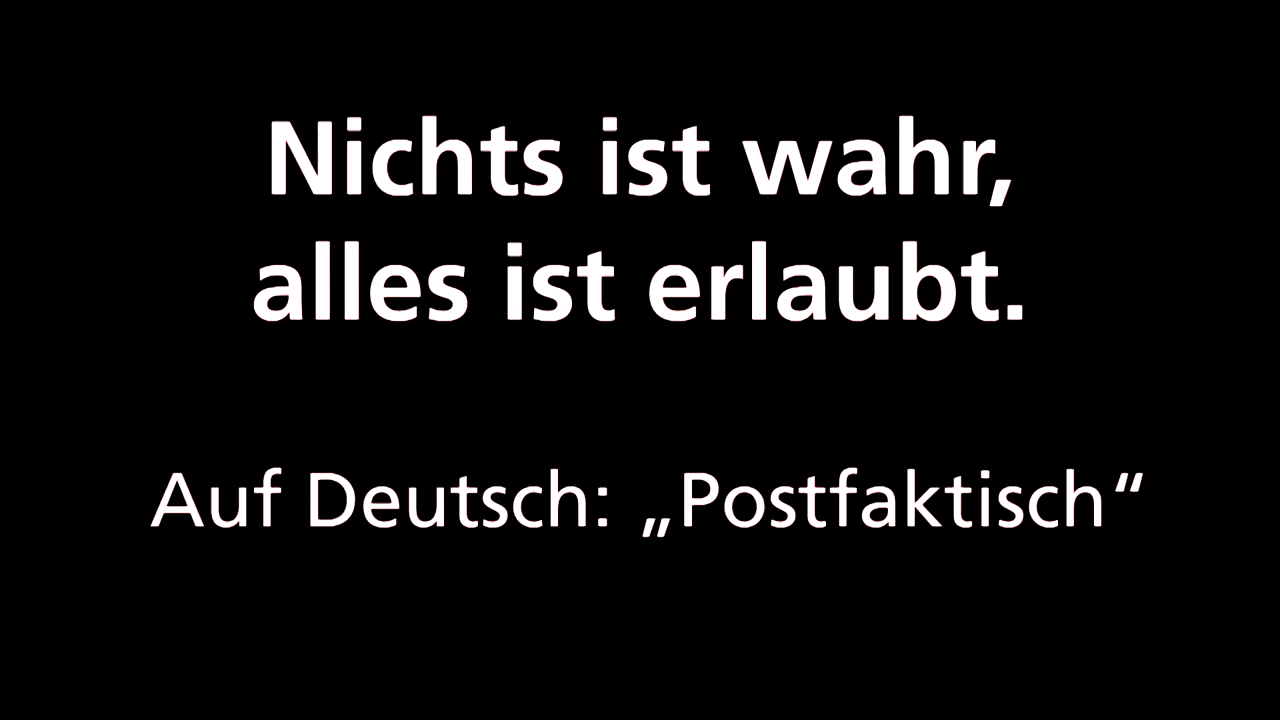 Nichts ist wahr,
alles ist erlaubt.
Auf Deutsch: „Postfaktisch“